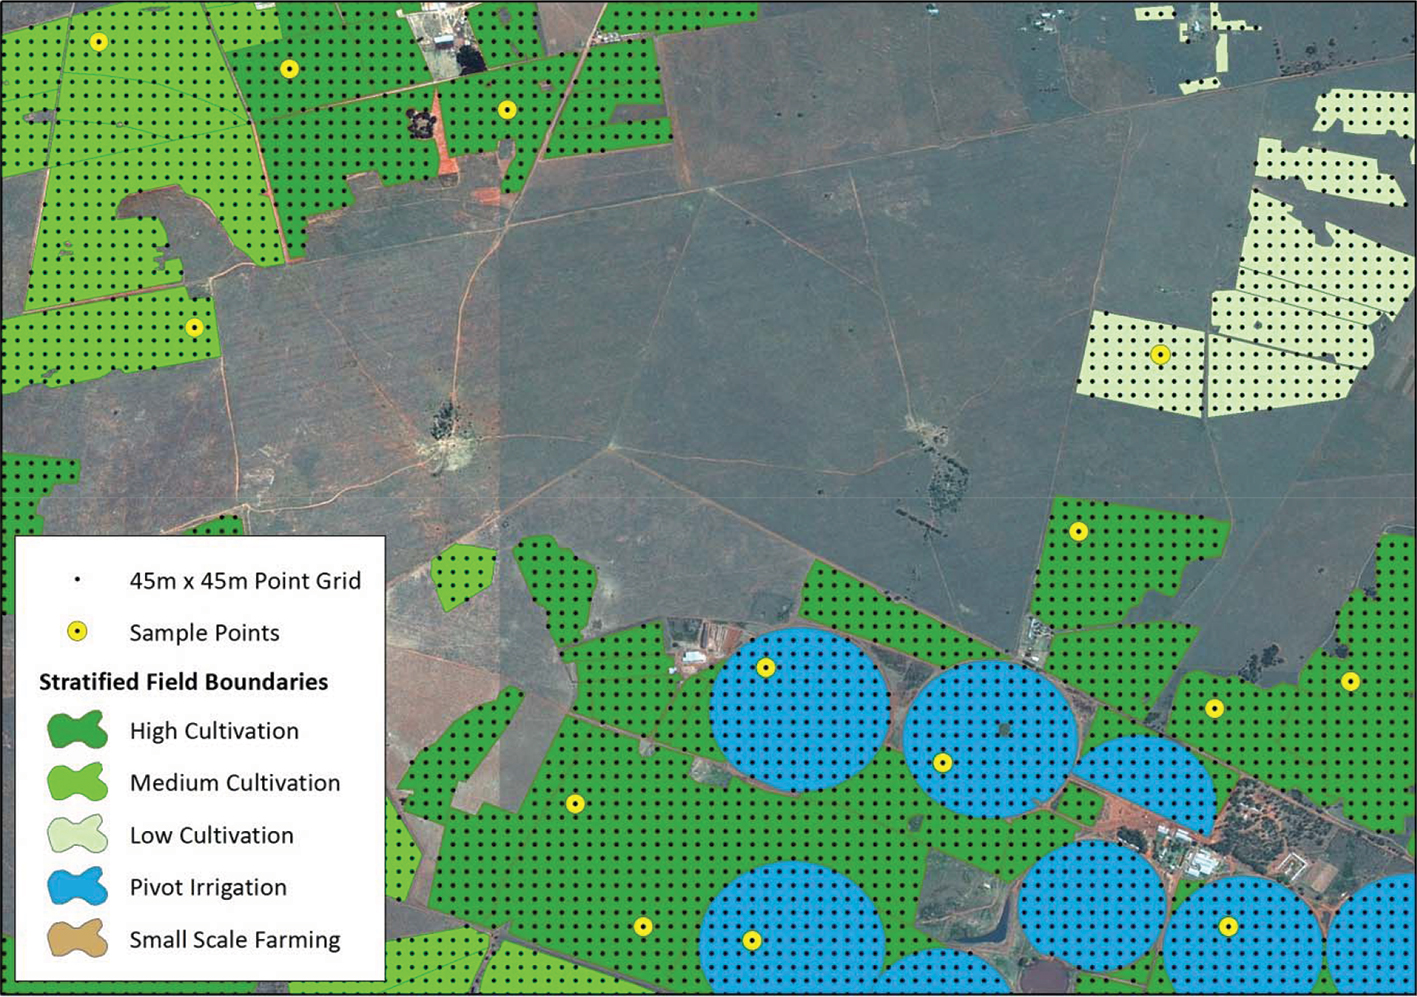 45m x 45m Point Grid
Sample Points
Stratified Field Boundaries
High Cultivation
Medium Cultivation
Low Cultivation
Pivot Irrigation
Small Scale Farming